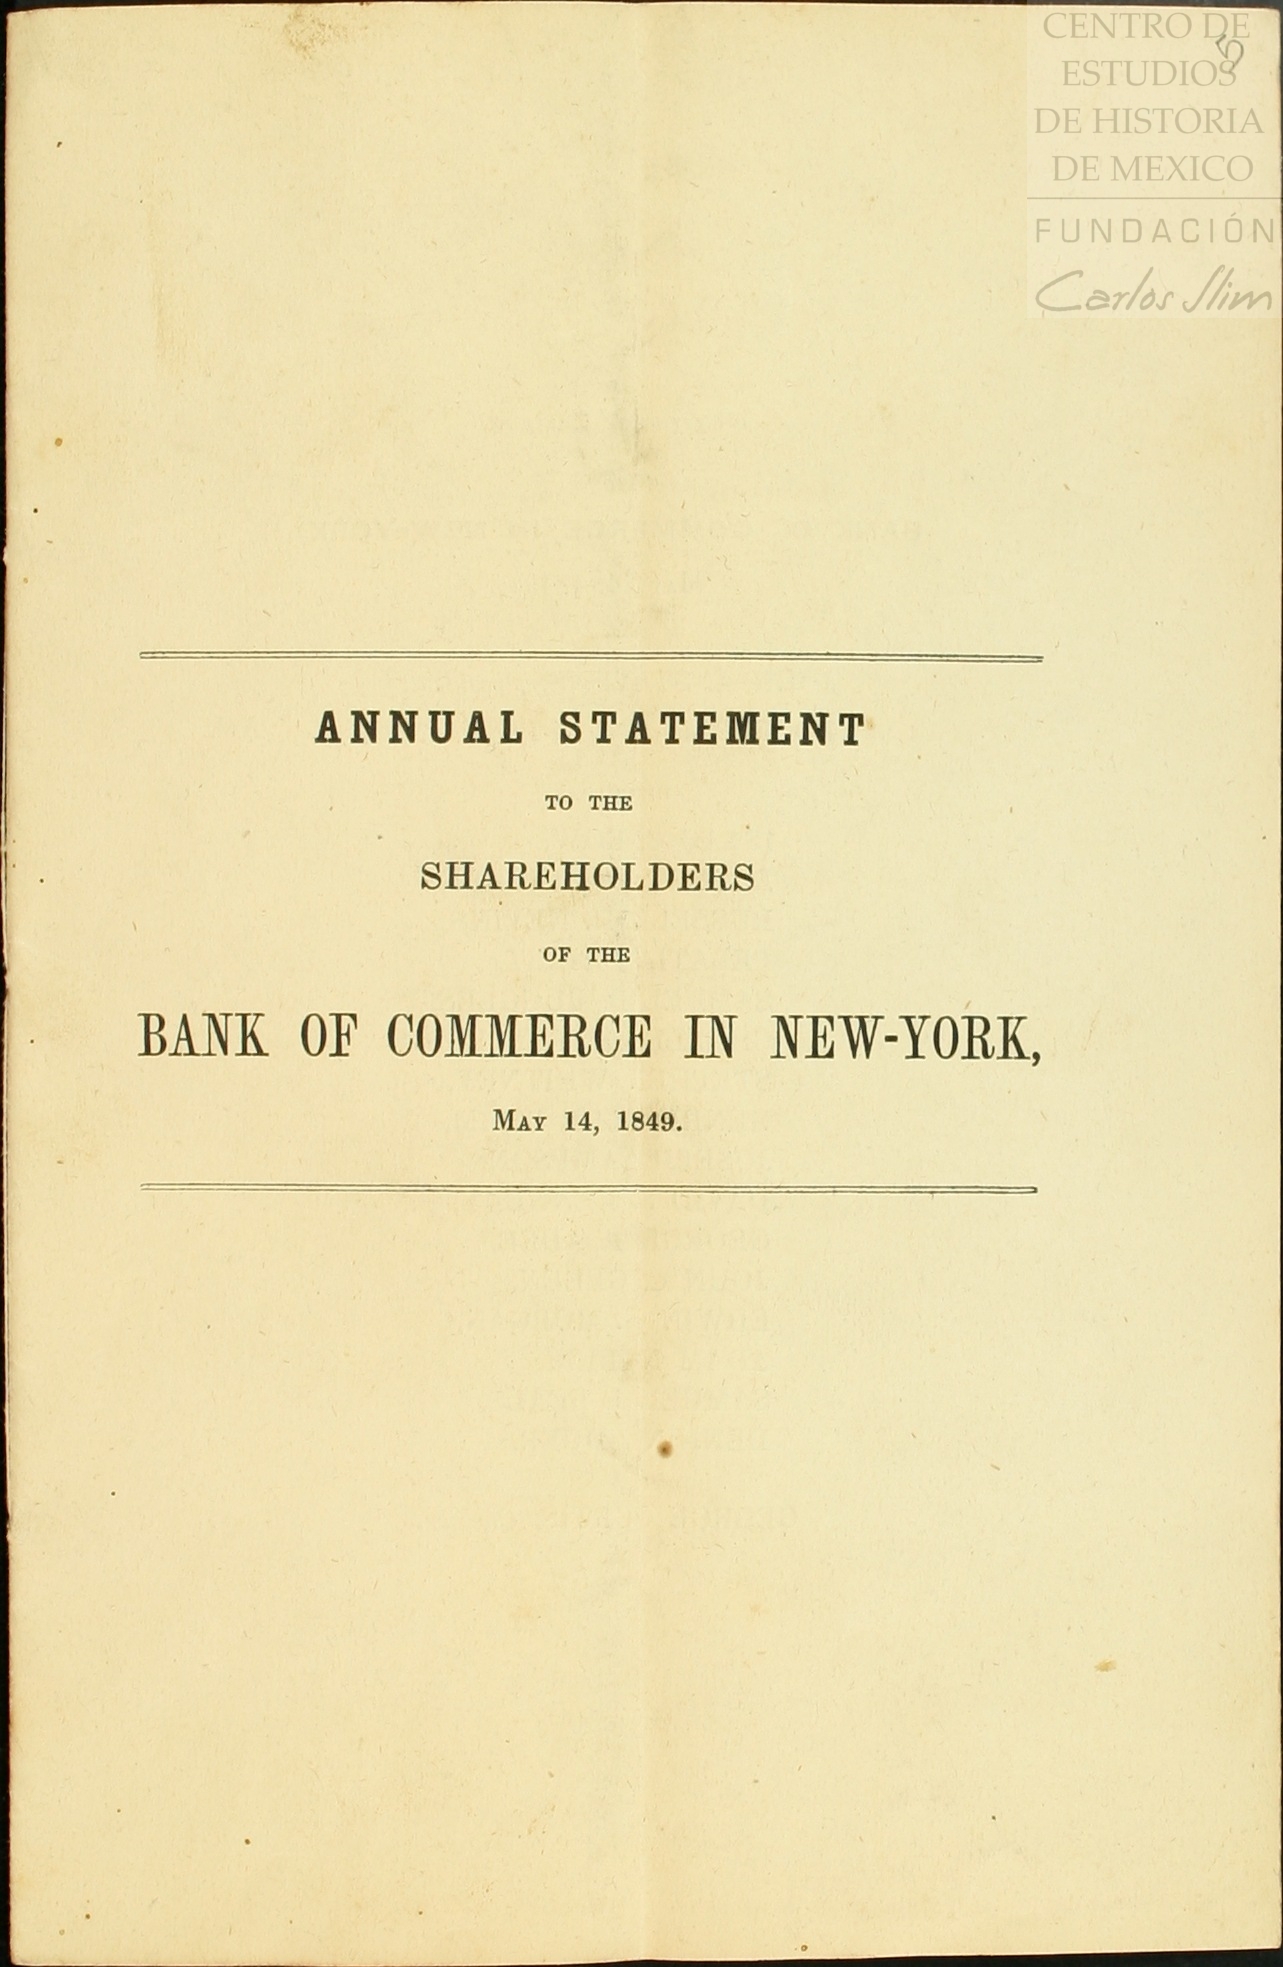 CENTRO DE
ESTUDIOS
DE HISTORIA
DE MEXICO
FUNDACIÓN
Carlos Slim
5
ANNUAL STATEMENT
TO THE
SHAREHOLDERS
OF THE
BANK OF COMMERCE IN NEW-YORK,
MAY 14, 1849.